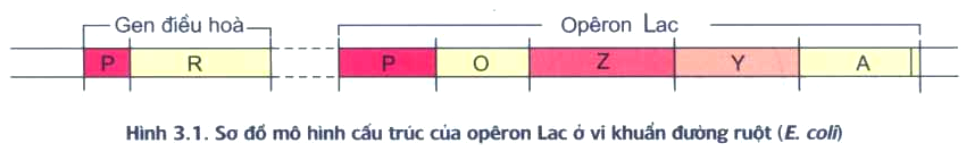 Gen điều hoà
Opêron Lac
P R P O Z Y A
Hình 3.1. Sơ đồ mô hình cấu trúc của opêron Lac ở vi khuẩn đường ruột (E. coli)